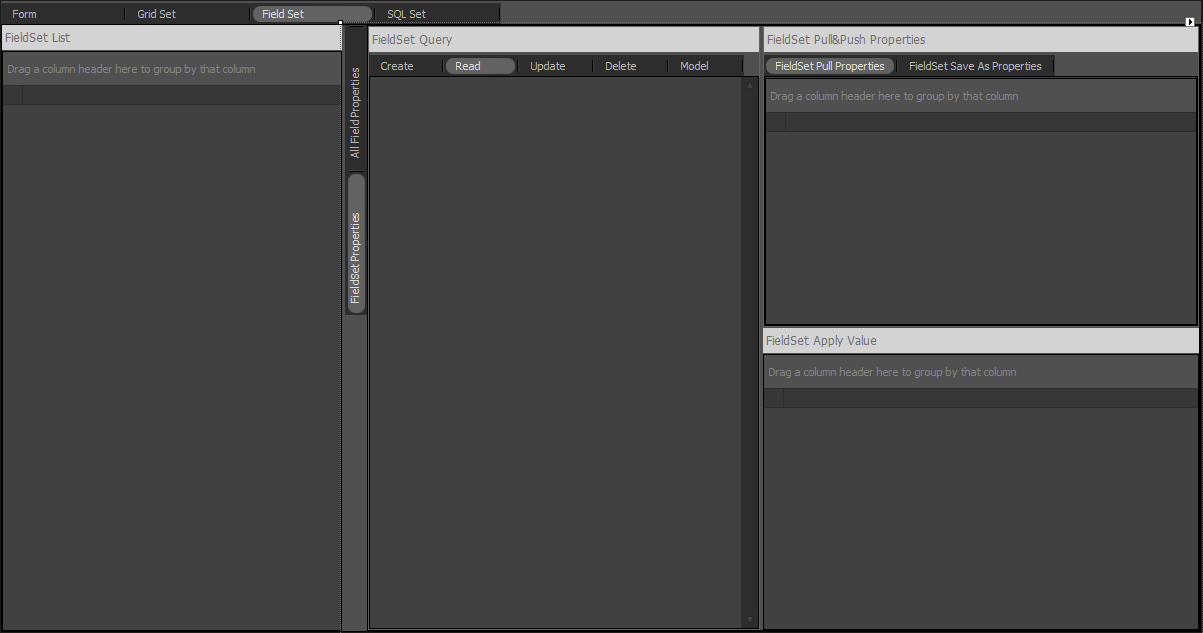 Form Grid Set Field Set SQL Set
FieldSet List
Drag a column header here to group by that column
All Field Properties
FieldSet Properties
FieldSet Query
Create Read Update Delete Model
FieldSet Pull&Push Properties
FieldSet Pull Properties FieldSet Save As Properties
Drag a column header here to group by that column
FieldSet Apply Value
Drag a column header here to group by that column